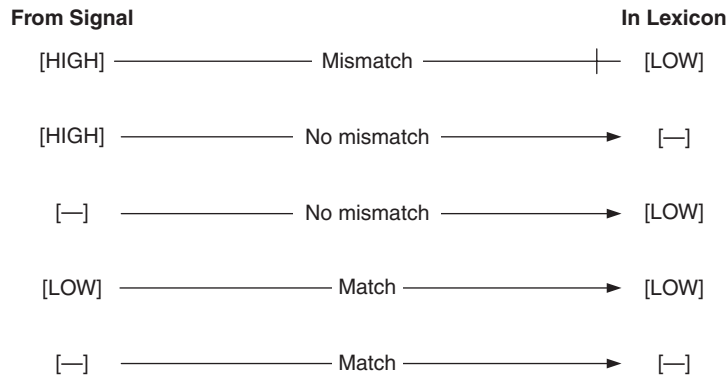 From Signal In Lexicon
[HIGH] Mismatch [LOW]
[HIGH] No mismatch [—]
[—] No mismatch [LOW]
[LOW] Match [LOW]
[—] Match [—]